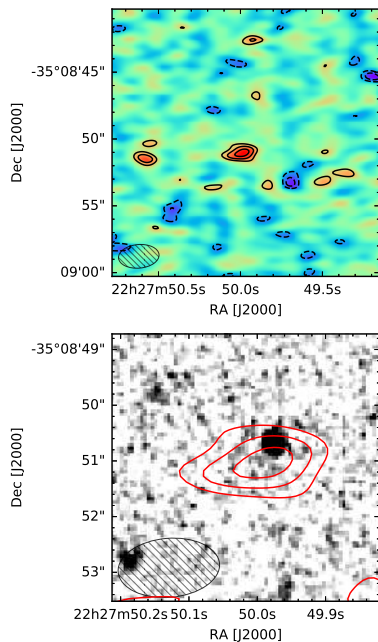 -35°08'45"
50"
55"
09'00"
Dec [J2000]
22h27m50.5s 50.0s 49.5s
RA [J2000]
-35°08'49"
50"
51"
52"
53"
Dec [J2000]
22h27m50.2s 50.1s 50.0s 49.9s
RA [J2000]